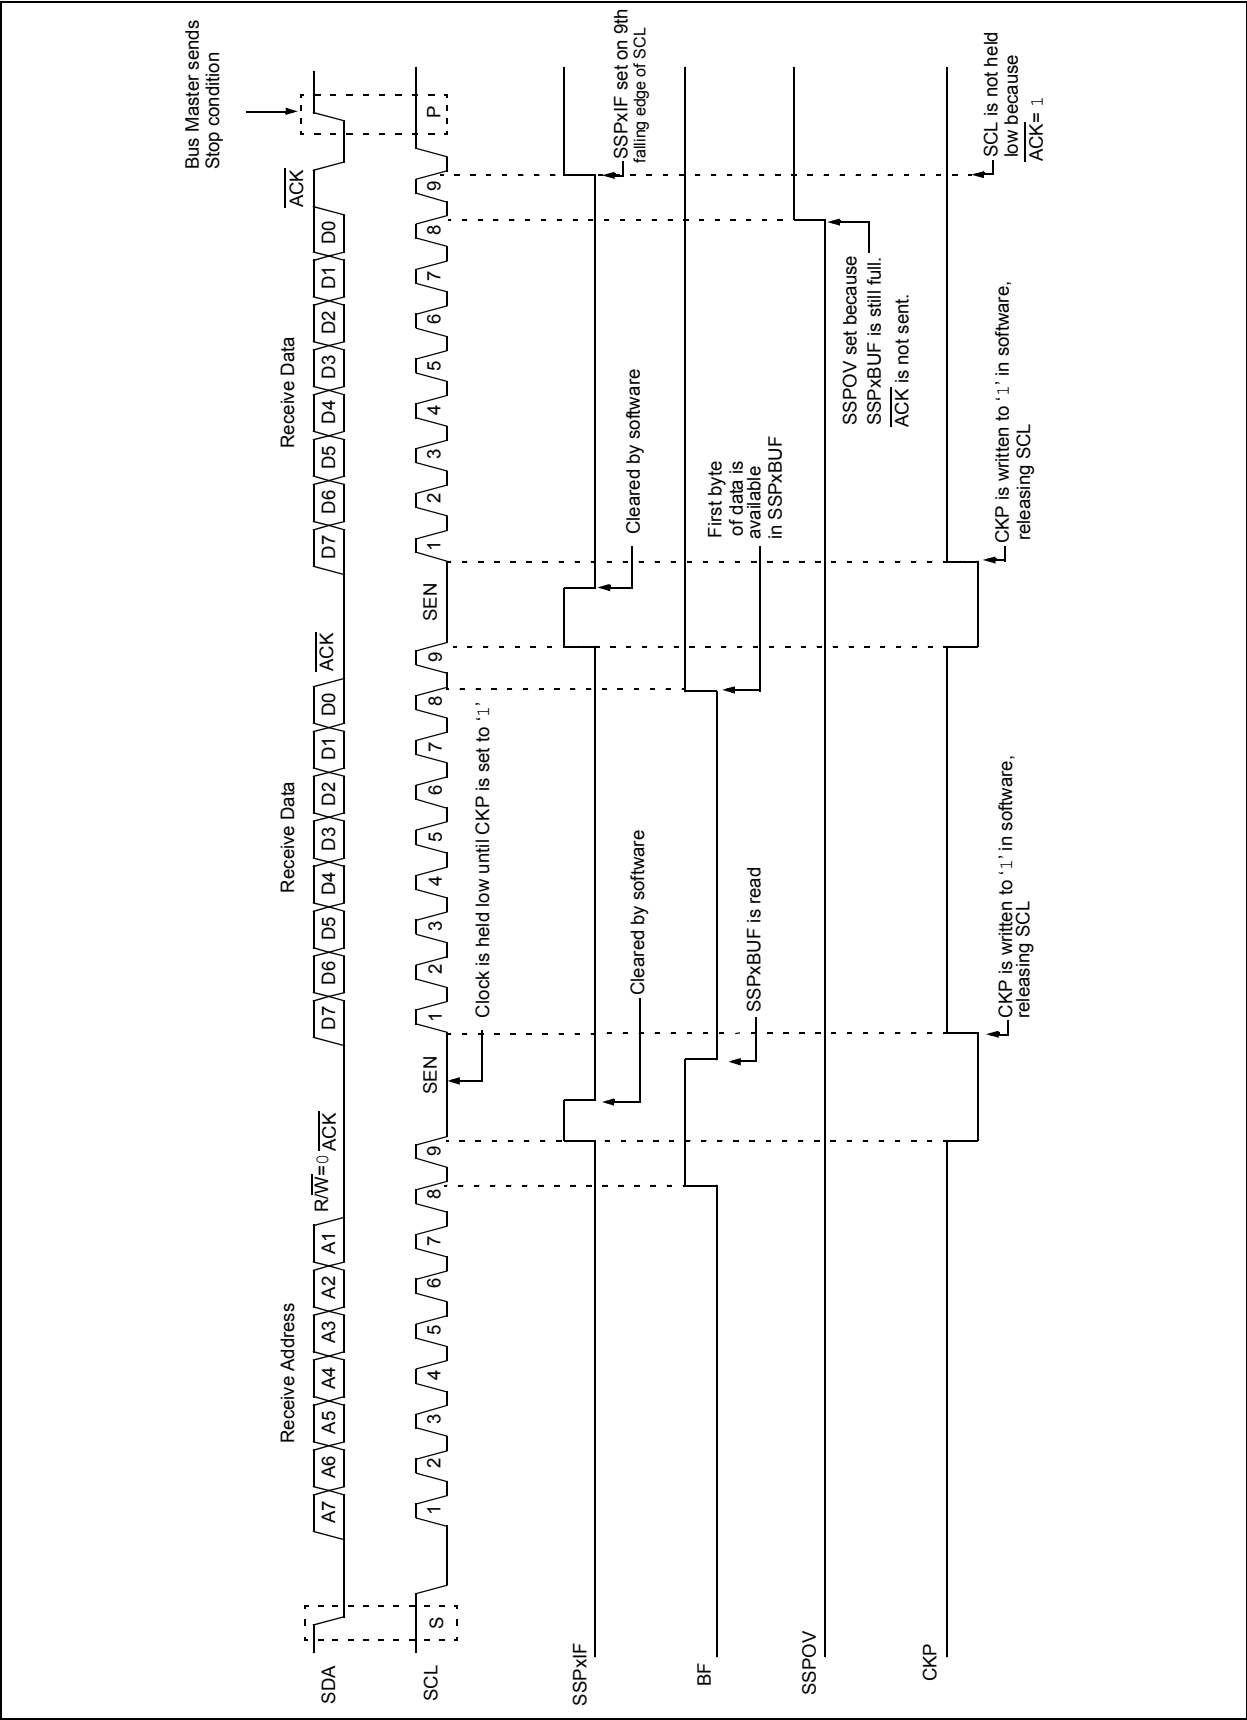 Bus Master sends
Stop condition
Receive Address
Receive Data
Receive Data
SDA
A7 A6 A5 A4 A3 A2 A1 R/W=0 ACK D7 D6 D5 D4 D3 D2 D1 D0 ACK D7 D6 D5 D4 D3 D2 D1 D0 ACK
SCL
S 1 2 3 4 5 6 7 8 9 SEN 1 2 3 4 5 6 7 8 9 SEN 1 2 3 4 5 6 7 8 9 P
Clock is held low until CKP is set to ‘1’
SSPxIF
Cleared by software
Cleared by software
SSPxIF set on 9th
falling edge of SCL
BF
SSPxBUF is read
First byte
of data is
available
in SSPxBUF
SSPOV
SSPOV set because
SSPxBUF is still full.
ACK is not sent.
CKP
CKP is written to ‘1’ in software,
releasing SCL
CKP is written to ‘1’ in software,
releasing SCL
SCL is not held
low because
ACK= 1